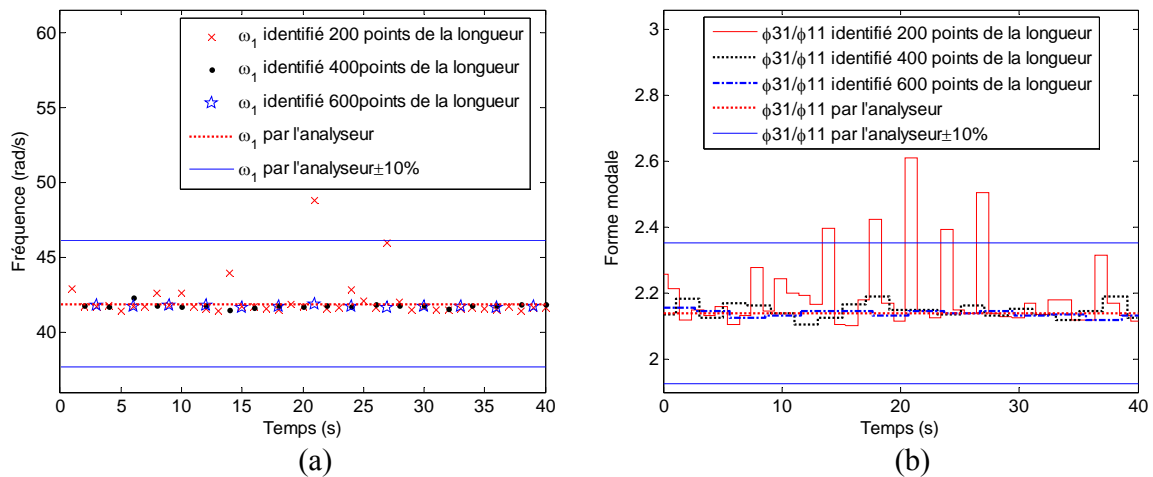 60
55
50
45
40
0
5
10
15
20
25
30
35
40
Fréquence (rad/s)
Temps (s)
ω1 identifié 200 points de la longueur
ω1 identifié 400points de la longueur
ω1 identifié 600points de la longueur
ω1 par l'analyseur
ω1 par l'analyseur±10%
(a)
3
2.8
2.6
2.4
2.2
2
0
10
20
30
40
Forme modale
Temps (s)
ϕ31/ϕ11 identifié 200 points de la longueur
ϕ31/ϕ11 identifié 400 points de la longueur
ϕ31/ϕ11 identifié 600 points de la longueur
ϕ31/ϕ11 par l'analyseur
ϕ31/ϕ11 par l'analyseur±10%
(b)